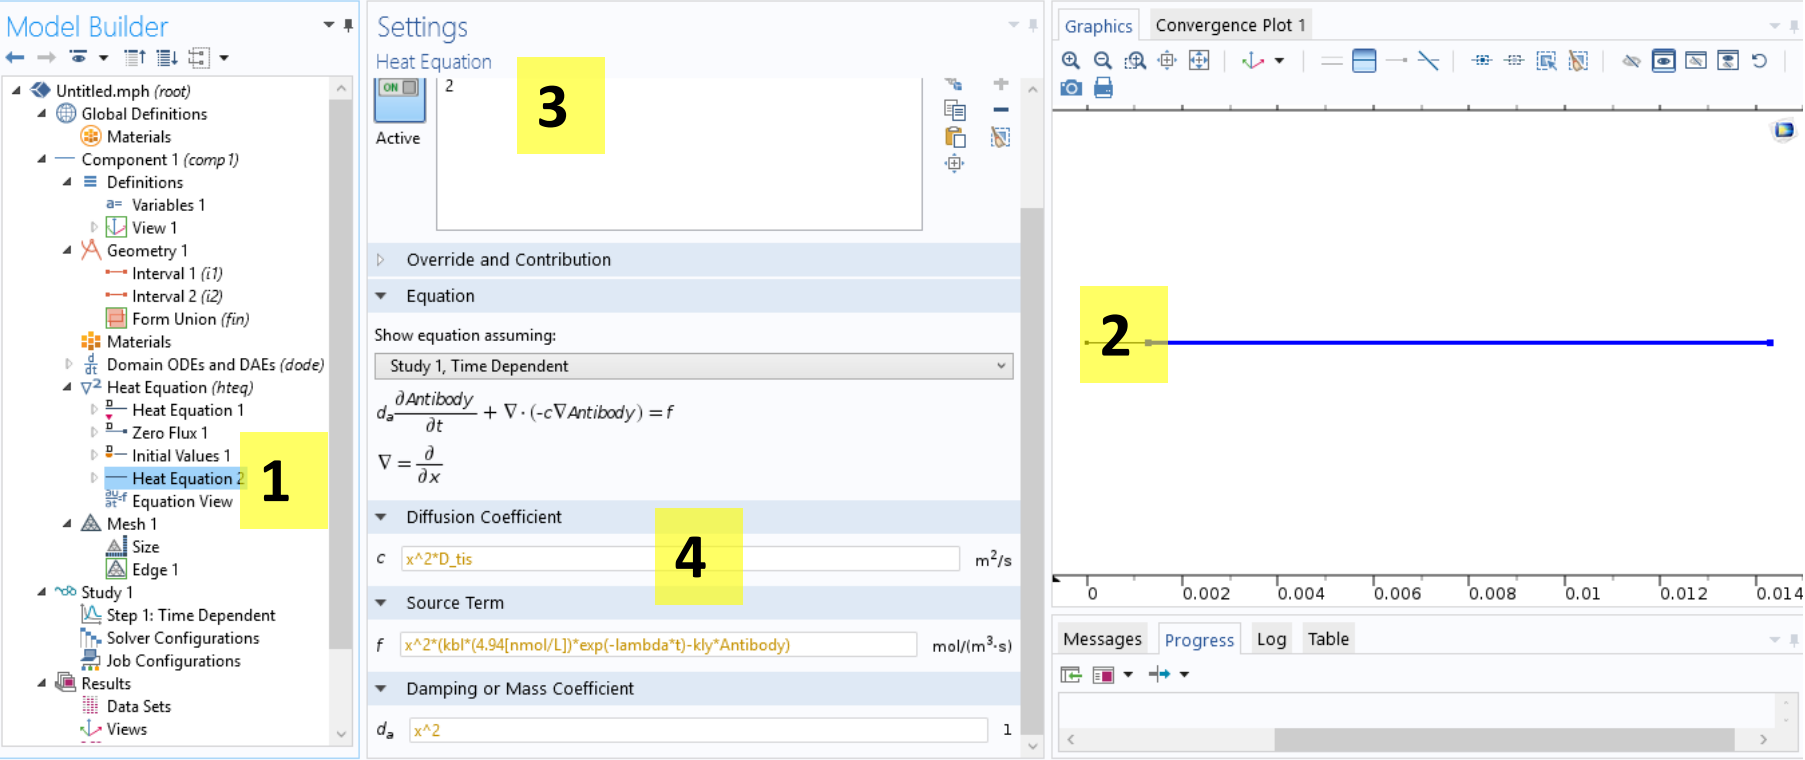 Model Builder
Untitled.mph (root)
Global Definitions
Materials
Component 1 (comp1)
Definitions
a= Variables 1
View 1
Geometry 1
Interval 1 (i1)
Interval 2 (i2)
Form Union (fin)
Materials
Domain ODEs and DAEs (dode)
Heat Equation (hteq)
Heat Equation 1
Zero Flux 1
Initial Values 1
Heat Equation 2
Equation View
Mesh 1
Size
Edge 1
Study 1
Step 1: Time Dependent
Solver Configurations
Job Configurations
Results
Data Sets
Views
1
Settings
Heat Equation
ON
Active
2
3
Override and Contribution
Equation
Show equation assuming:
Study 1, Time Dependent
dₐ ∂Antibody/∂t + ∇·(-c∇Antibody) = f
∇ = ∂/∂x
Diffusion Coefficient
c x^2*D_tis m²/s
4
Source Term
f x^2*(kbl*(4.94[nmol/L])*exp(-lambda*t)-kly*Antibody) mol/(m³·s)
Damping or Mass Coefficient
dₐ x^2 1
Graphics Convergence Plot 1
2
0 0.002 0.004 0.006 0.008 0.01 0.012 0.014
Messages Progress Log Table